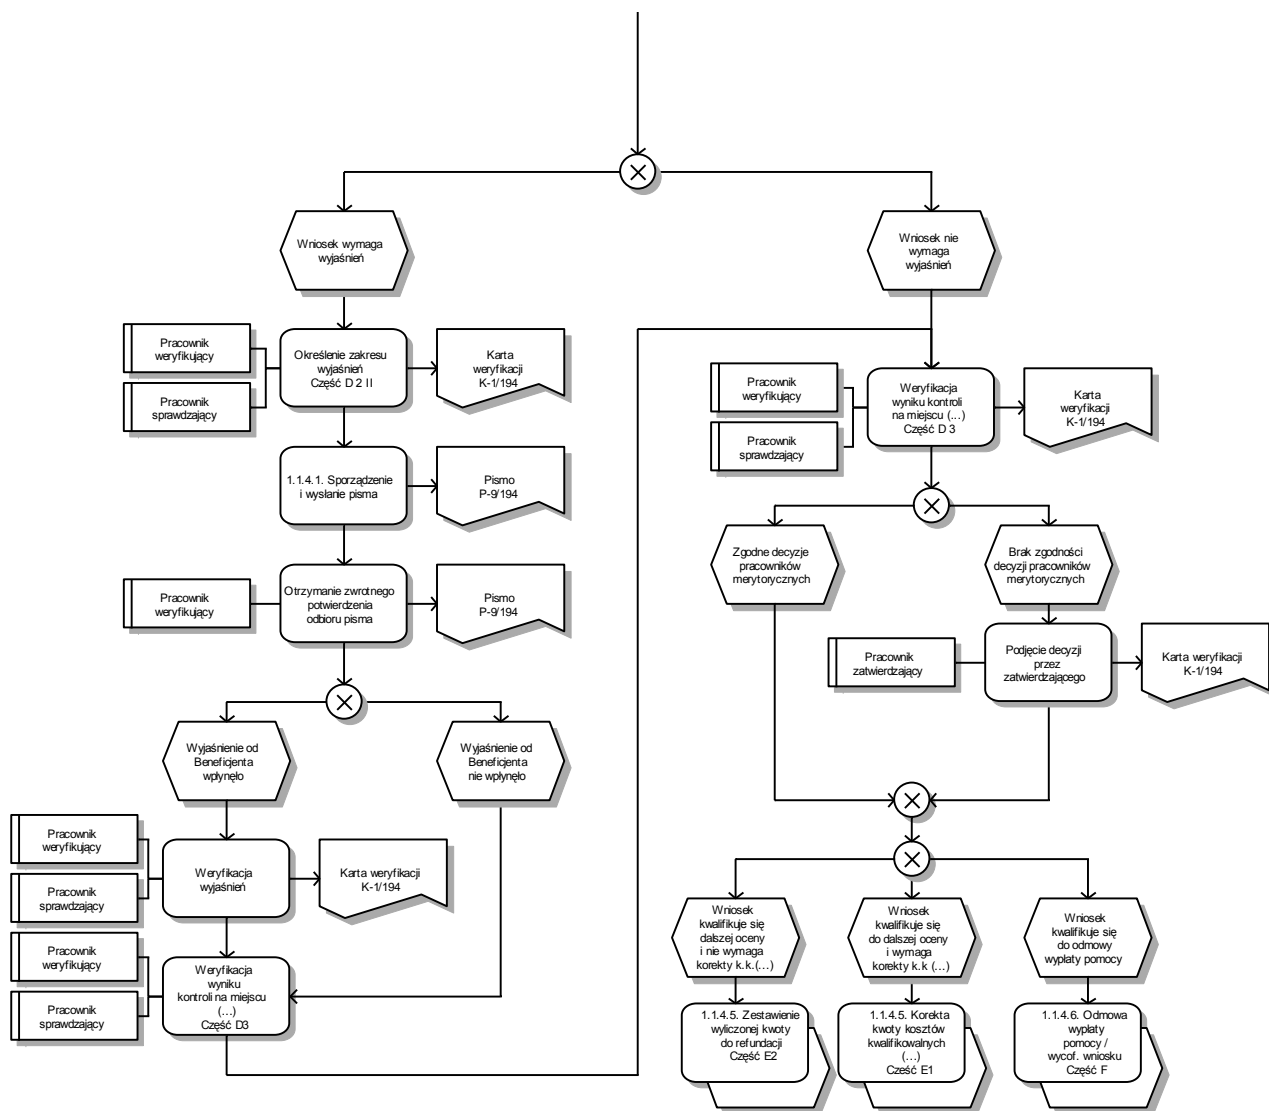 Wniosek wymaga
wyjaśnień
Wniosek nie
wymaga
wyjaśnień
Pracownik
weryfikujący
Pracownik
sprawdzający
Określenie zakresu
wyjaśnień
Część D 2 II
Karta
weryfikacji
K-1/194
Pracownik
weryfikujący
Pracownik
sprawdzający
Weryfikacja
wyniku kontroli
na miejscu (...)
Część D 3
Karta
weryfikacji
K-1/194
1.1.4.1. Sporządzenie
i wysłanie pisma
Pismo
P-9/194
Zgodne decyzje
pracowników
merytorycznych
Brak zgodności
decyzji pracowników
merytorycznych
Pracownik
weryfikujący
Otrzymanie zwrotnego
potwierdzenia
odbioru pisma
Pismo
P-9/194
Pracownik
zatwierdzający
Podjęcie decyzji
przez
zatwierdzającego
Karta weryfikacji
K-1/194
Wyjaśnienie od
Beneficjenta
wpłynęło
Wyjaśnienie od
Beneficjenta
nie wpłynęło
Pracownik
weryfikujący
Pracownik
sprawdzający
Weryfikacja
wyjaśnień
Karta weryfikacji
K-1/194
Pracownik
weryfikujący
Pracownik
sprawdzający
Weryfikacja
wyniku
kontroli na miejscu
(...)
Część D3
Wniosek
kwalifikuje się
dalszej oceny
i nie wymaga
korekty k.k.(...)
Wniosek
kwalifikuje się
do dalszej oceny
i wymaga
korekty k.k (...)
Wniosek
kwalifikuje się
do odmowy
wypłaty pomocy
1.1.4.5. Zestawienie
wyliczonej kwoty
do refundacji
Część E2
1.1.4.5. Korekta
kwoty kosztów
kwalifikowalnych
(...)
Cześć E1
1.1.4.6. Odmowa
wypłaty
pomocy /
wycof. wniosku
Część F